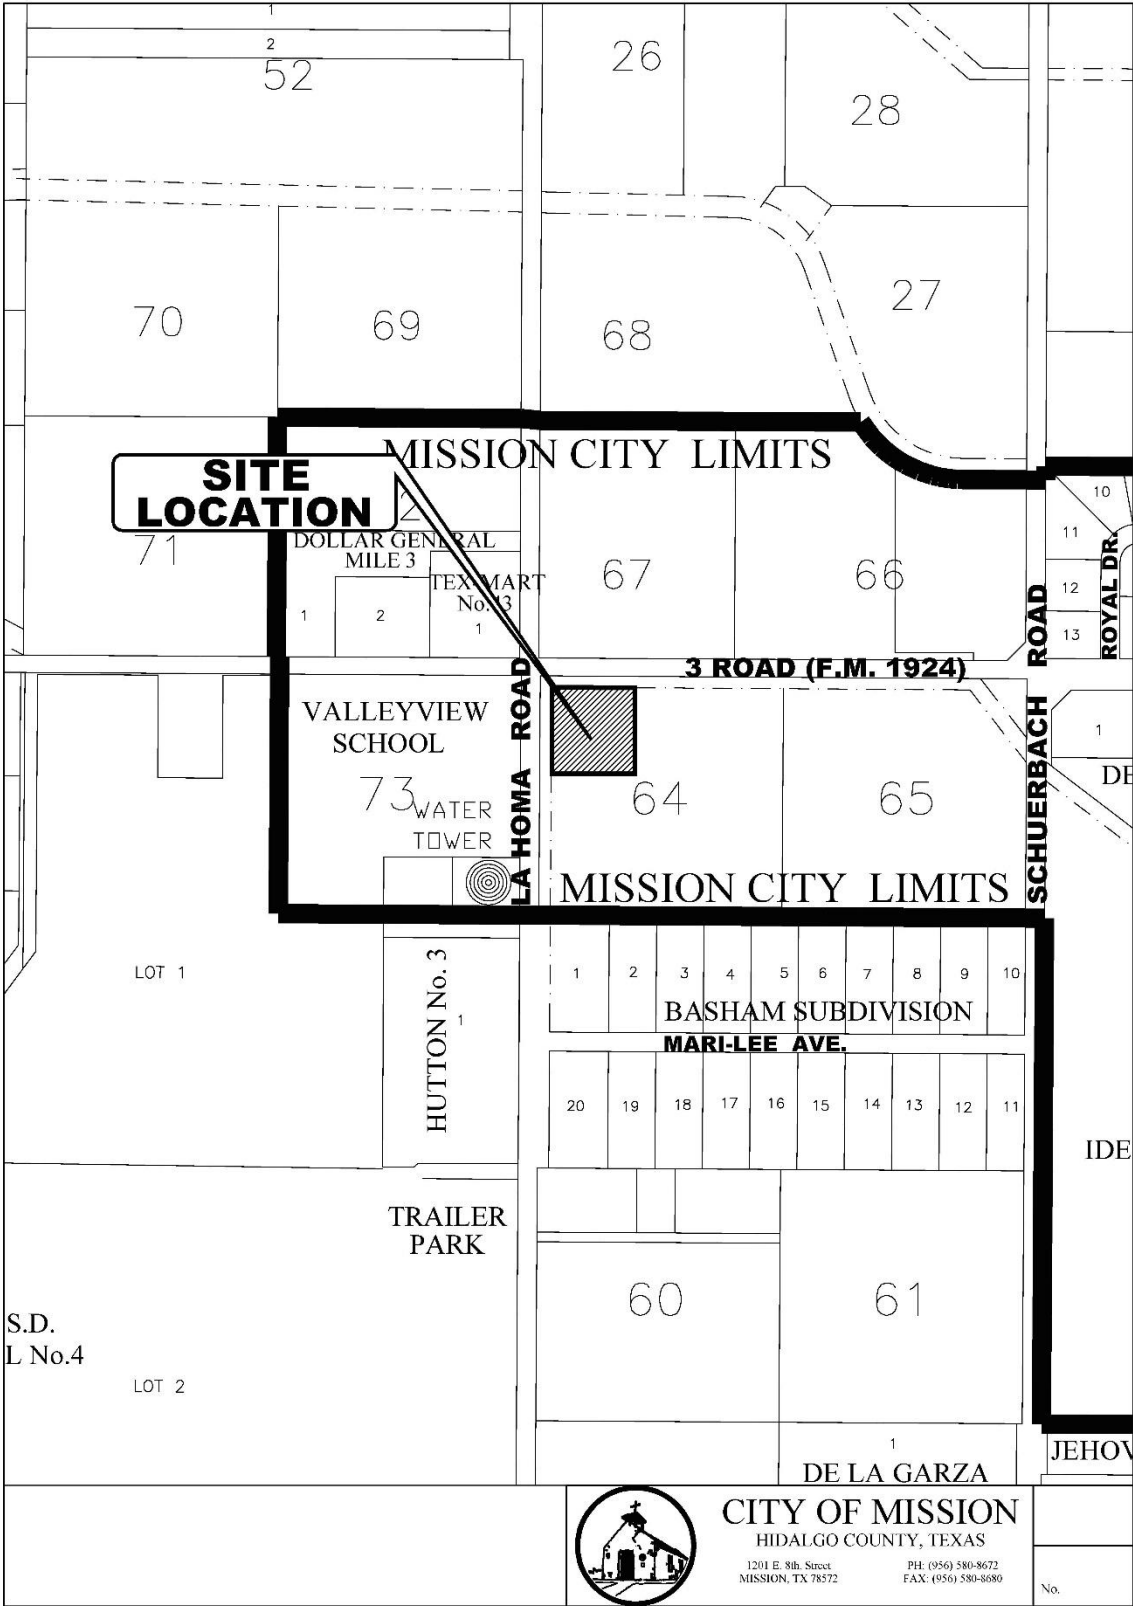 1
2
52
26
28
70
69
68
27
MISSION CITY LIMITS
SITE
LOCATION
2
71
DOLLAR GENERAL
MILE 3
TEX-MART
No. 13
1
2
1
67
66
10
11
12
13
ROYAL DR.
3 ROAD (F.M. 1924)
SCHUERBACH ROAD
LA HOMA ROAD
VALLEYVIEW
SCHOOL
73
WATER
TOWER
64
65
1
DE
MISSION CITY LIMITS
LOT 1
HUTTON No. 3
1
1 2 3 4 5 6 7 8 9 10
BASHAM SUBDIVISION
MARI-LEE AVE.
20 19 18 17 16 15 14 13 12 11
IDE
TRAILER
PARK
60
61
S.D.
L No.4
LOT 2
1
DE LA GARZA
JEHOV
CITY OF MISSION
HIDALGO COUNTY, TEXAS
1201 E. 8th. Street
MISSION, TX 78572
PH: (956) 580-8672
FAX: (956) 580-8680
No.